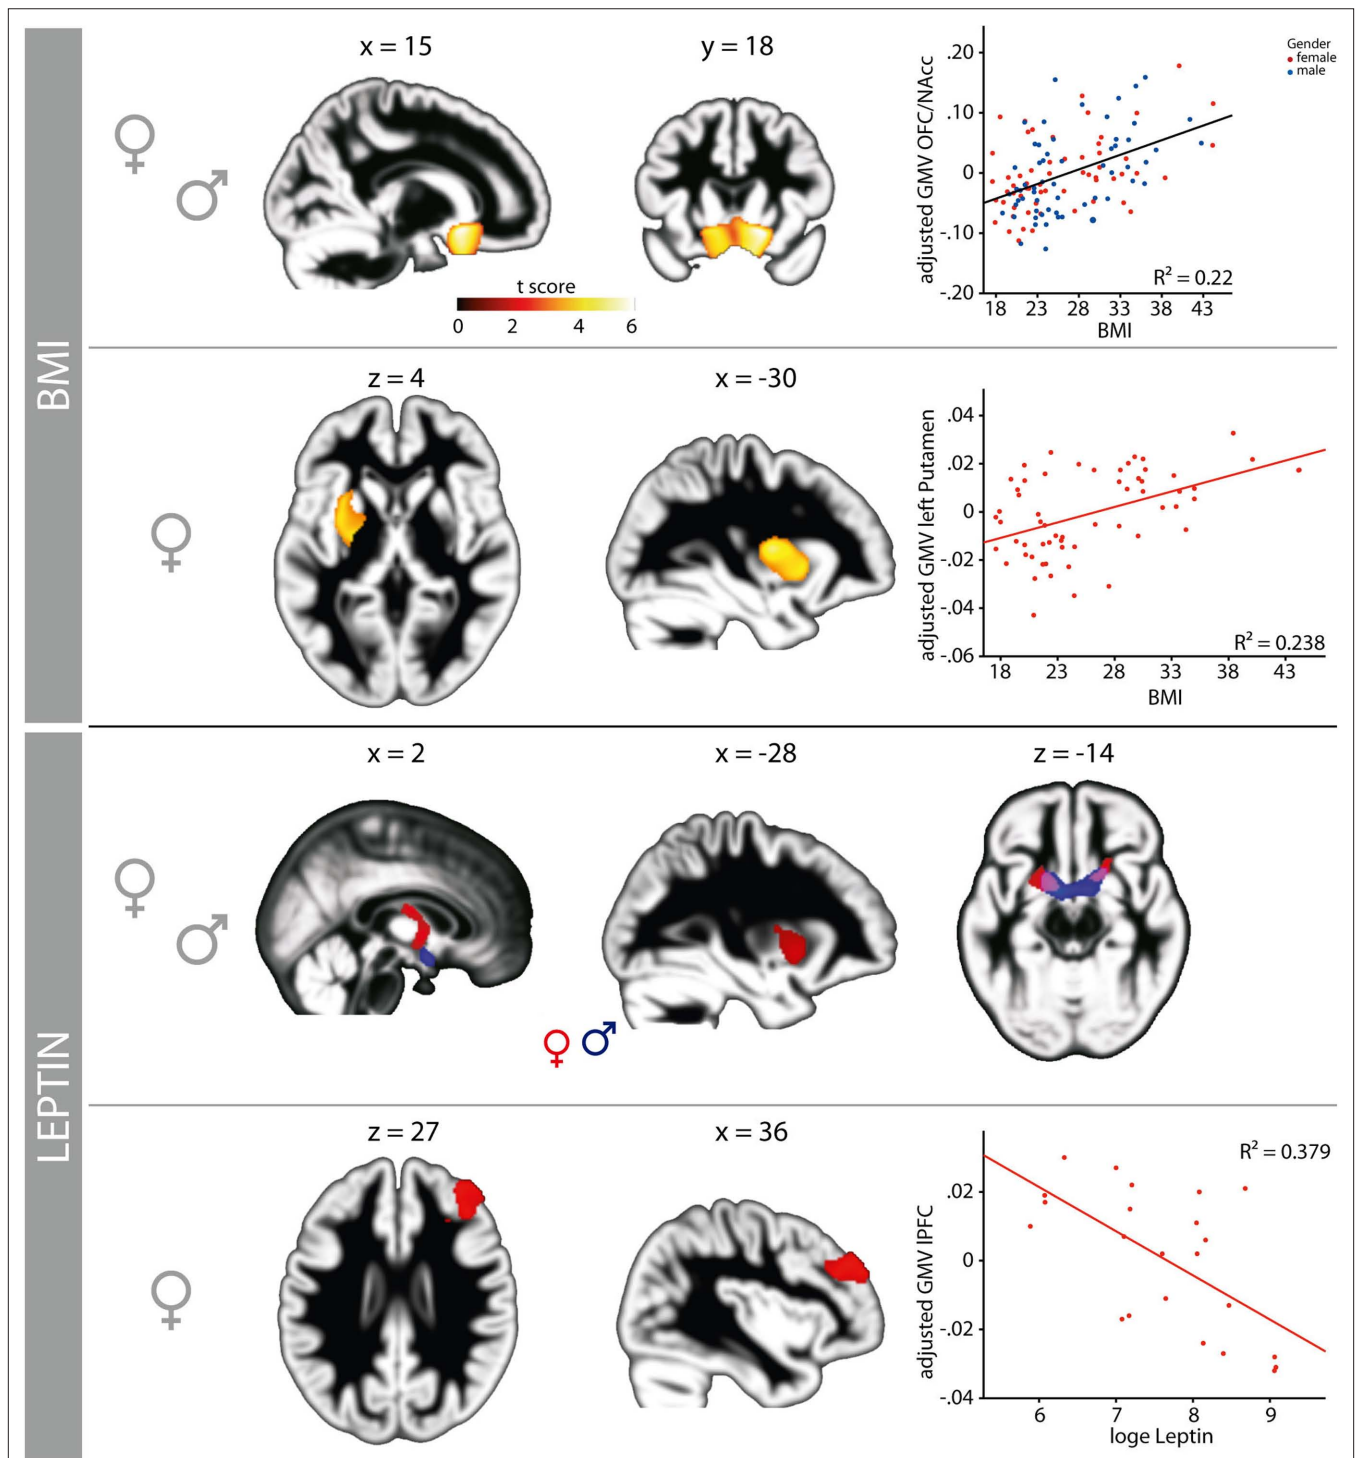 BMI
x = 15
y = 18
t score
0 2 4 6
adjusted GMV OFC/NAcc
.20
.10
0
-.10
-.20
Gender
female
male
R² = 0.22
18 23 28 33 38 43
BMI
z = 4
x = -30
adjusted GMV left Putamen
.04
.02
0
-.02
-.04
-.06
R² = 0.238
18 23 28 33 38 43
BMI
LEPTIN
x = 2
x = -28
z = -14
z = 27
x = 36
adjusted GMV lPFC
.02
0
-.02
-.04
R² = 0.379
6 7 8 9
loge Leptin